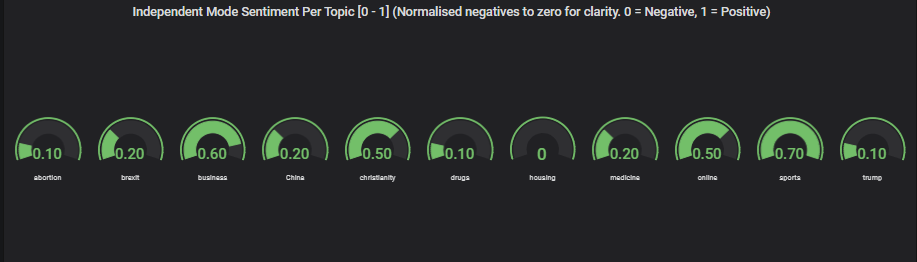 Independent Mode Sentiment Per Topic [0 - 1] (Normalised negatives to zero for clarity. 0 = Negative, 1 = Positive)
0.10 0.20 0.60 0.20 0.50 0.10 0 0.20 0.50 0.70 0.10
abortion brexit business China christianity drugs housing medicine online sports trump